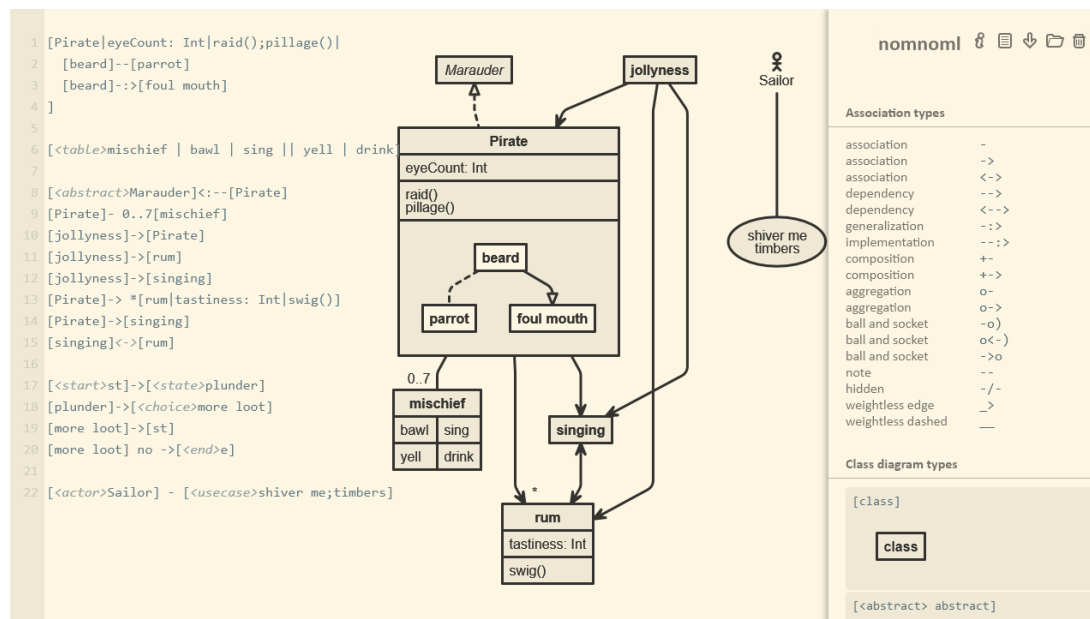 1 [Pirate|eyeCount: Int|raid();pillage()|
2 [beard]--[parrot]
3 [beard]-:>[foul mouth]
4 ]
5
6 [<table>mischief | bawl | sing || yell | drink]
7
8 [<abstract>Marauder]<:--[Pirate]
9 [Pirate]- 0..7[mischief]
10 [jollyness]->[Pirate]
11 [jollyness]->[rum]
12 [jollyness]->[singing]
13 [Pirate]-> *[rum|tastiness: Int|swig()]
14 [Pirate]->[singing]
15 [singing]<->[rum]
16
17 [<start>st]->[<state>plunder]
18 [plunder]->[<choice>more loot]
19 [more loot]->[st]
20 [more loot] no ->[<end>e]
21
22 [<actor>Sailor] - [<usecase>shiver me;timbers]
Marauder
jollyness
Pirate
eyeCount: Int
raid()
pillage()
beard
parrot
foul mouth
0..7
mischief
bawl sing
yell drink
singing
*
rum
tastiness: Int
swig()
Sailor
shiver me
timbers
nomnoml
Association types
association -
association ->
association <->
dependency -->
dependency <-->
generalization -:>
implementation --:>
composition +-
composition +->
aggregation o-
aggregation o->
ball and socket -o)
ball and socket o<-)
ball and socket ->o
note --
hidden -/-
weightless edge _>
weightless dashed __
Class diagram types
[class]
class
[<abstract> abstract]